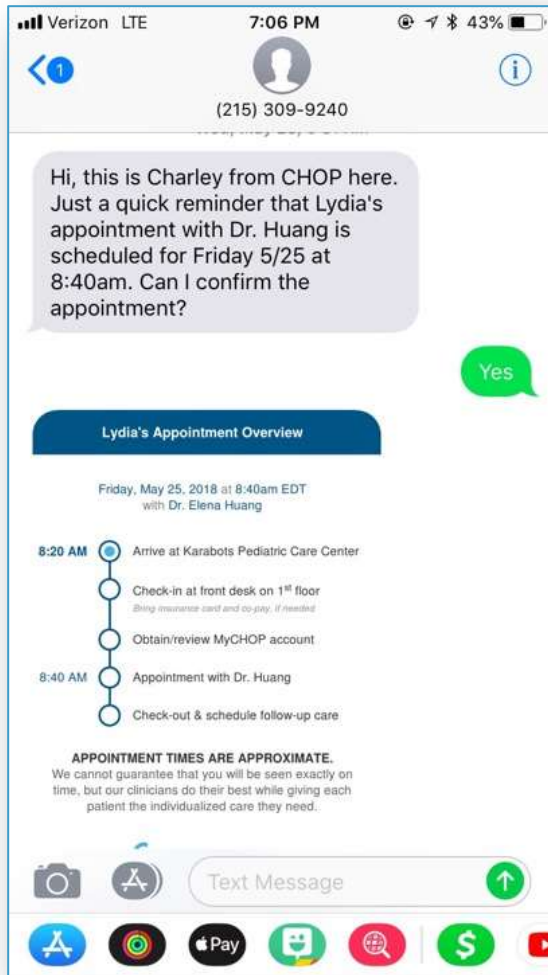 Verizon LTE 7:06 PM 43%
1
(215) 309-9240
Hi, this is Charley from CHOP here.
Just a quick reminder that Lydia's
appointment with Dr. Huang is
scheduled for Friday 5/25 at
8:40am. Can I confirm the
appointment?
Yes
Lydia's Appointment Overview
Friday, May 25, 2018 at 8:40am EDT
with Dr. Elena Huang
8:20 AM Arrive at Karabots Pediatric Care Center
Check-in at front desk on 1st floor
Bring insurance card and co-pay, if needed
Obtain/review MyCHOP account
8:40 AM Appointment with Dr. Huang
Check-out & schedule follow-up care
APPOINTMENT TIMES ARE APPROXIMATE.
We cannot guarantee that you will be seen exactly on
time, but our clinicians do their best while giving each
patient the individualized care they need.
Text Message
Pay
$